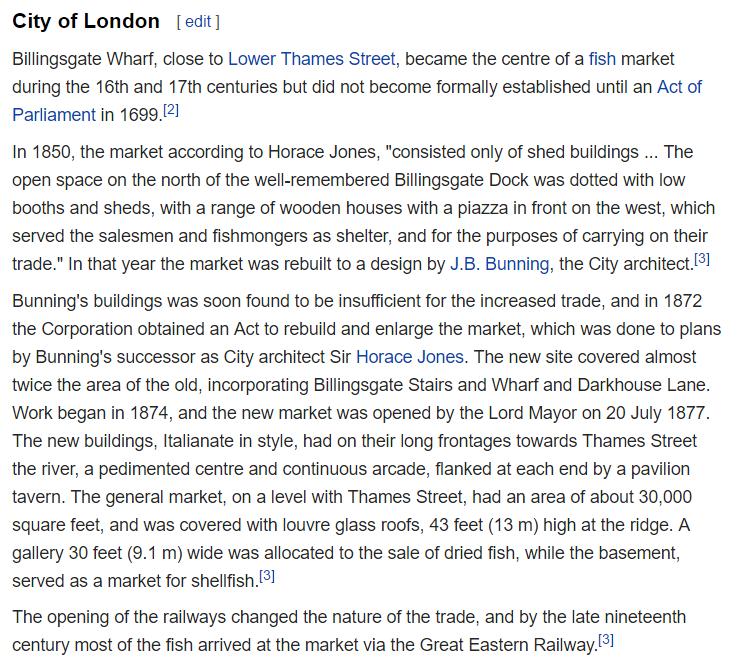 City of London [ edit ]
Billingsgate Wharf, close to Lower Thames Street, became the centre of a fish market
during the 16th and 17th centuries but did not become formally established until an Act of
Parliament in 1699.[2]
In 1850, the market according to Horace Jones, "consisted only of shed buildings ... The
open space on the north of the well-remembered Billingsgate Dock was dotted with low
booths and sheds, with a range of wooden houses with a piazza in front on the west, which
served the salesmen and fishmongers as shelter, and for the purposes of carrying on their
trade." In that year the market was rebuilt to a design by J.B. Bunning, the City architect.[3]
Bunning's buildings was soon found to be insufficient for the increased trade, and in 1872
the Corporation obtained an Act to rebuild and enlarge the market, which was done to plans
by Bunning's successor as City architect Sir Horace Jones. The new site covered almost
twice the area of the old, incorporating Billingsgate Stairs and Wharf and Darkhouse Lane.
Work began in 1874, and the new market was opened by the Lord Mayor on 20 July 1877.
The new buildings, Italianate in style, had on their long frontages towards Thames Street
the river, a pedimented centre and continuous arcade, flanked at each end by a pavilion
tavern. The general market, on a level with Thames Street, had an area of about 30,000
square feet, and was covered with louvre glass roofs, 43 feet (13 m) high at the ridge. A
gallery 30 feet (9.1 m) wide was allocated to the sale of dried fish, while the basement,
served as a market for shellfish.[3]
The opening of the railways changed the nature of the trade, and by the late nineteenth
century most of the fish arrived at the market via the Great Eastern Railway.[3]